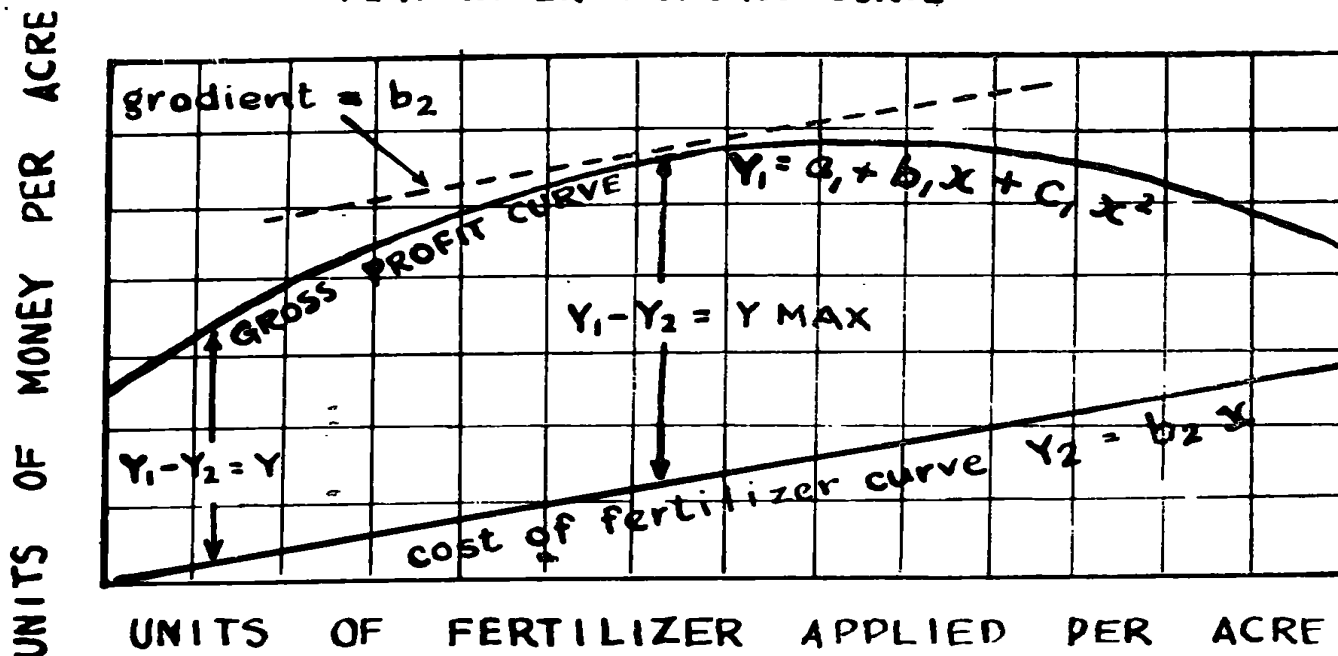 UNITS OF MONEY PER ACRE
grodient = b₂
GROSS PROFIT CURVE
Y₁ = a₁ + b₁x + c₁x²
Y₁-Y₂ = Y MAX
Y₁-Y₂ = Y
cost of fertilizer curve Y₂ = b₂x
UNITS OF FERTILIZER APPLIED PER ACRE